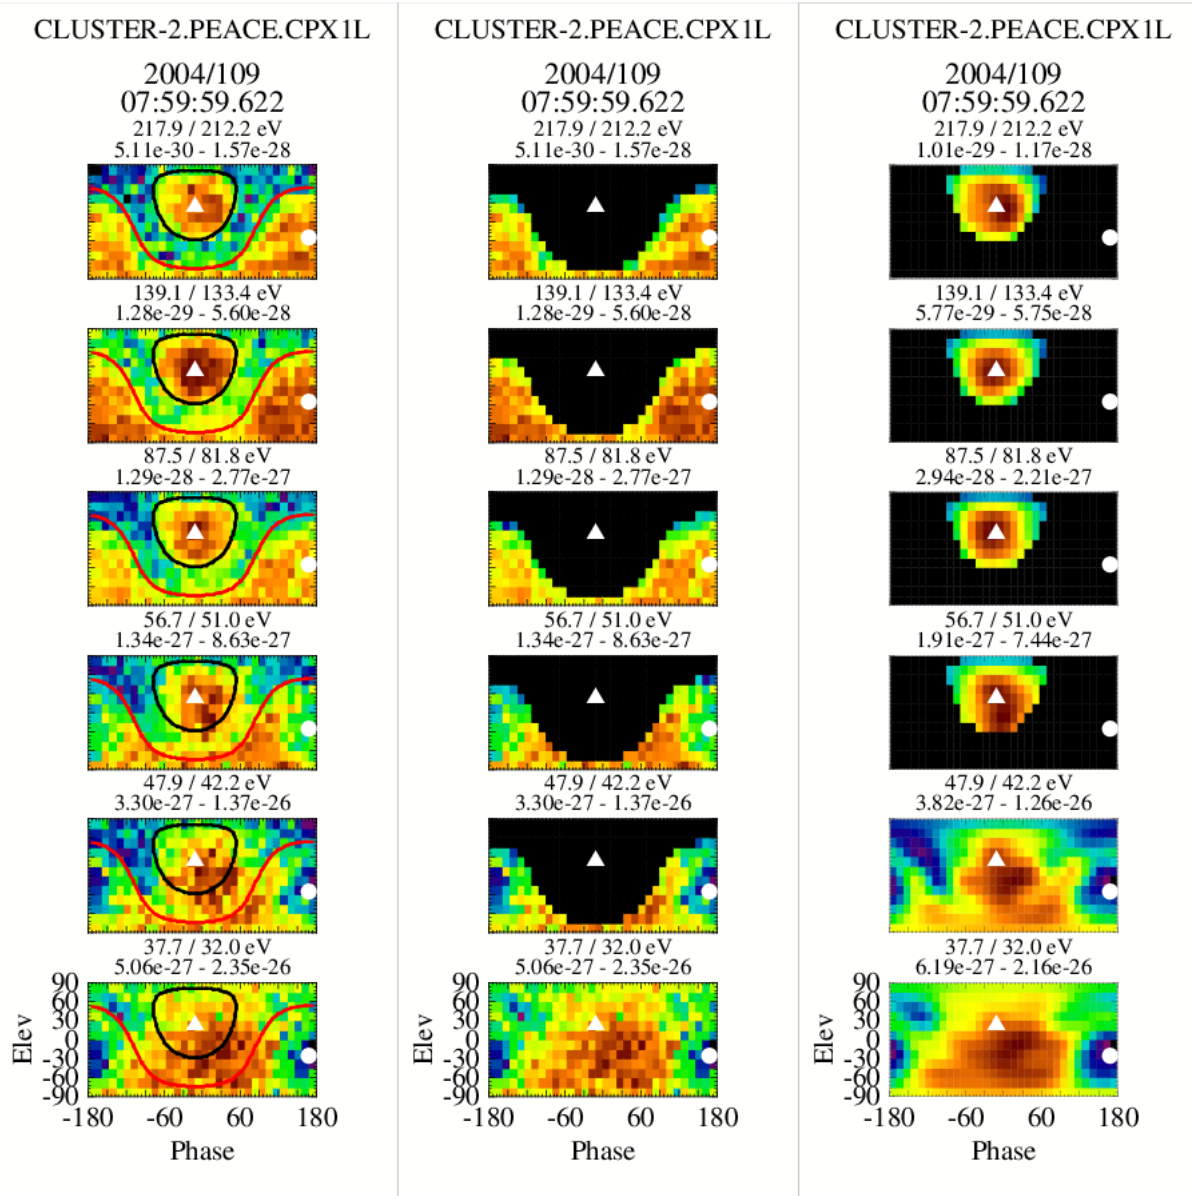 CLUSTER-2.PEACE.CPX1L
2004/109
07:59:59.622
217.9 / 212.2 eV
5.11e-30 - 1.57e-28
139.1 / 133.4 eV
1.28e-29 - 5.60e-28
87.5 / 81.8 eV
1.29e-28 - 2.77e-27
56.7 / 51.0 eV
1.34e-27 - 8.63e-27
47.9 / 42.2 eV
3.30e-27 - 1.37e-26
37.7 / 32.0 eV
5.06e-27 - 2.35e-26
90
60
30
0
-30
-60
-90
Elev
-180 -60 60 180
Phase
CLUSTER-2.PEACE.CPX1L
2004/109
07:59:59.622
217.9 / 212.2 eV
5.11e-30 - 1.57e-28
139.1 / 133.4 eV
1.28e-29 - 5.60e-28
87.5 / 81.8 eV
1.29e-28 - 2.77e-27
56.7 / 51.0 eV
1.34e-27 - 8.63e-27
47.9 / 42.2 eV
3.30e-27 - 1.37e-26
37.7 / 32.0 eV
5.06e-27 - 2.35e-26
90
60
30
0
-30
-60
-90
Elev
-180 -60 60 180
Phase
CLUSTER-2.PEACE.CPX1L
2004/109
07:59:59.622
217.9 / 212.2 eV
1.01e-29 - 1.17e-28
139.1 / 133.4 eV
5.77e-29 - 5.75e-28
87.5 / 81.8 eV
2.94e-28 - 2.21e-27
56.7 / 51.0 eV
1.91e-27 - 7.44e-27
47.9 / 42.2 eV
3.82e-27 - 1.26e-26
37.7 / 32.0 eV
6.19e-27 - 2.16e-26
90
60
30
0
-30
-60
-90
Elev
-180 -60 60 180
Phase